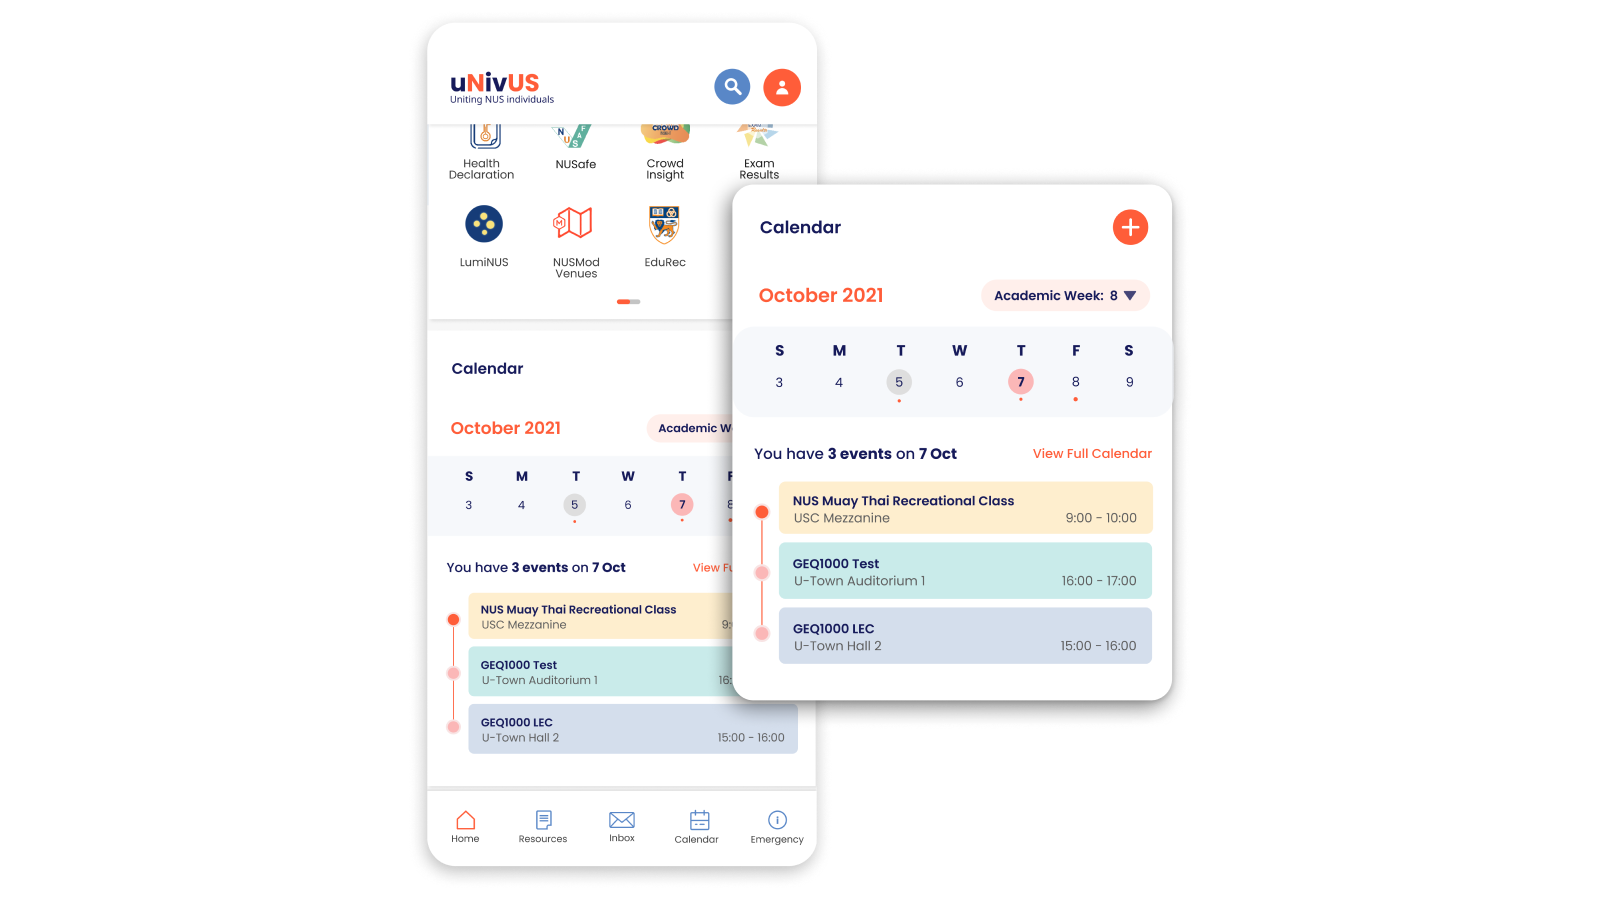 uNivUS
Uniting NUS individuals
N
U
S
A
F
CROWD
Health
Declaration
NUSafe
Crowd
Insight
Exam
Results
M
LumiNUS
NUSMod
Venues
EduRec
Calendar
October 2021
Academic W
S M T W T F
3 4 5 6 7 8
You have 3 events on 7 Oct
View Fu
NUS Muay Thai Recreational Class
USC Mezzanine
9:
GEQ1000 Test
U-Town Auditorium 1
16:
GEQ1000 LEC
U-Town Hall 2
15:00 - 16:00
Home
Resources
Inbox
Calendar
Emergency
Calendar
October 2021
Academic Week: 8
S M T W T F S
3 4 5 6 7 8 9
You have 3 events on 7 Oct
View Full Calendar
NUS Muay Thai Recreational Class
USC Mezzanine
9:00 - 10:00
GEQ1000 Test
U-Town Auditorium 1
16:00 - 17:00
GEQ1000 LEC
U-Town Hall 2
15:00 - 16:00